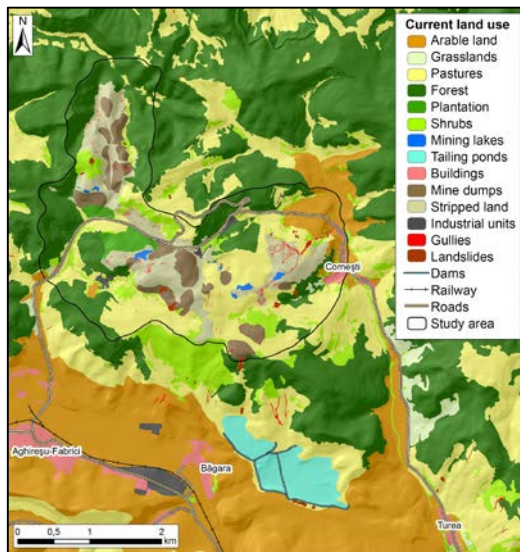 N
Current land use
Arable land
Grasslands
Pastures
Forest
Plantation
Shrubs
Mining lakes
Tailing ponds
Buildings
Mine dumps
Stripped land
Industrial units
Gullies
Landslides
Dams
Railway
Roads
Study area
Cornești
Aghireșu-Fabrici
Băgara
Turea
0 0,5 1 2
km